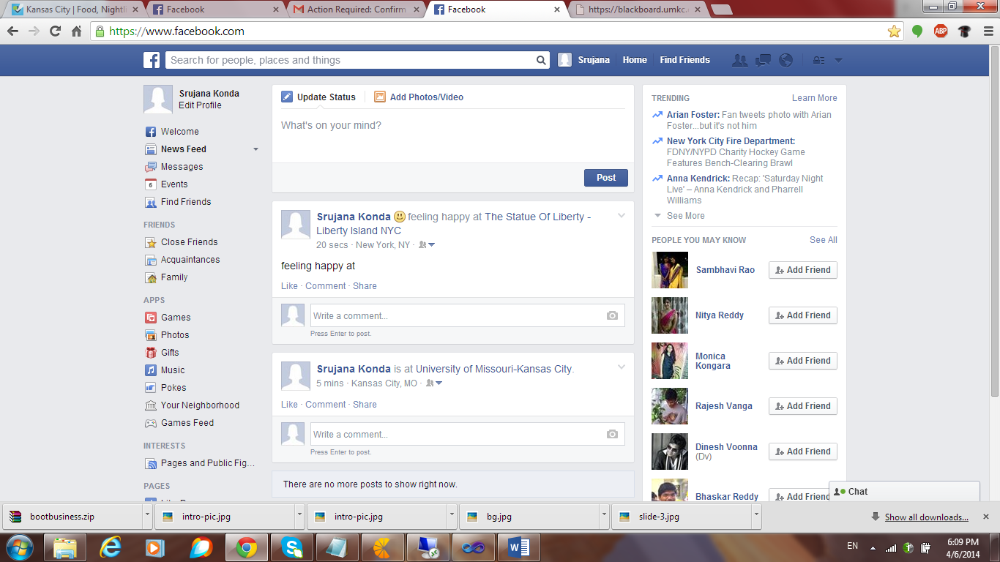 Kansas City | Food, Nightli
Facebook
Action Required: Confirm
Facebook
https://blackboard.umkc.
https://www.facebook.com
ABP
Search for people, places and things
Srujana
Home
Find Friends
Srujana Konda
Edit Profile
Welcome
News Feed
Messages
6
Events
Find Friends
FRIENDS
Close Friends
Acquaintances
Family
APPS
Games
Photos
Gifts
Music
Pokes
Your Neighborhood
Games Feed
INTERESTS
Pages and Public Fig...
PAGES
Update Status
Add Photos/Video
What's on your mind?
Post
Srujana Konda feeling happy at The Statue Of Liberty -
Liberty Island NYC
20 secs · New York, NY ·
feeling happy at
Like · Comment · Share
Write a comment...
Press Enter to post.
Srujana Konda is at University of Missouri-Kansas City.
5 mins · Kansas City, MO ·
Like · Comment · Share
Write a comment...
Press Enter to post.
There are no more posts to show right now.
TRENDING
Learn More
Arian Foster: Fan tweets photo with Arian
Foster...but it's not him
New York City Fire Department:
FDNY/NYPD Charity Hockey Game
Features Bench-Clearing Brawl
Anna Kendrick: Recap: 'Saturday Night
Live' – Anna Kendrick and Pharrell
Williams
See More
PEOPLE YOU MAY KNOW
See All
Sambhavi Rao
Add Friend
Nitya Reddy
Add Friend
Monica
Kongara
Add Friend
Rajesh Vanga
Add Friend
Dinesh Voonna
(Dv)
Add Friend
Bhaskar Reddy
Add Friend
Chat
bootbusiness.zip
intro-pic.jpg
intro-pic.jpg
bg.jpg
slide-3.jpg
Show all downloads...
EN
6:09 PM
4/6/2014